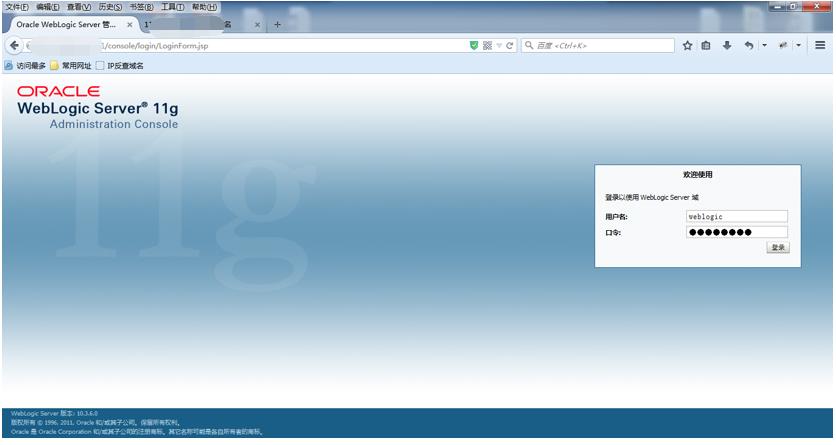 文件(F) 编辑(E) 查看(V) 历史(S) 书签(B) 工具(T) 帮助(H)
Oracle WebLogic Server 管...
名
1/console/login/LoginForm.jsp
百度 <Ctrl+K>
访问最多 常用网址 IP反查域名
ORACLE
WebLogic Server® 11g
Administration Console
11g
欢迎使用
登录以使用 WebLogic Server 域
用户名: weblogic
口令: ●●●●●●●●
登录
WebLogic Server 版本: 10.3.6.0
版权所有 © 1996, 2011, Oracle 和/或其子公司。保留所有权利。
Oracle 是 Oracle Corporation 和/或其子公司的注册商标。其它名称可能是各自所有者的商标。